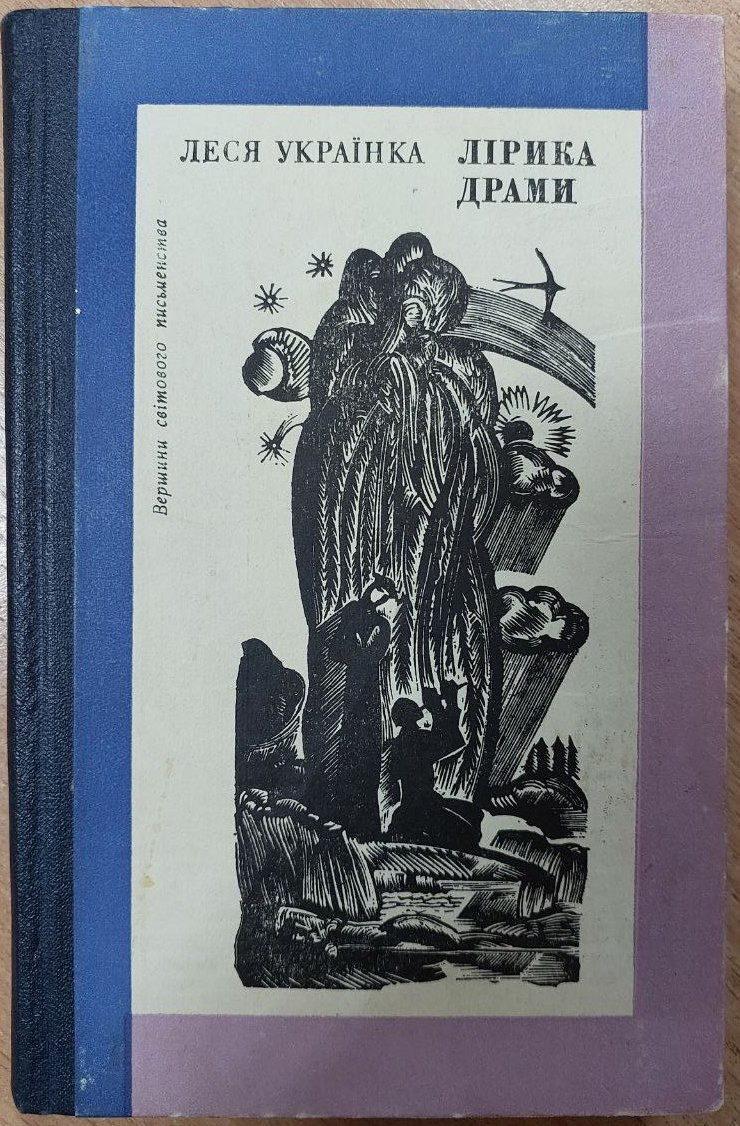 ЛЕСЯ УКРАЇНКА ЛІРИКА
ДРАМИ
Вершини світового письменства